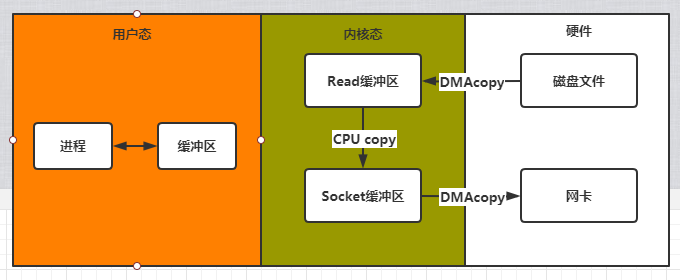 用户态
内核态
硬件
Read缓冲区
DMAcopy
磁盘文件
进程
缓冲区
CPU copy
Socket缓冲区
DMAcopy
网卡